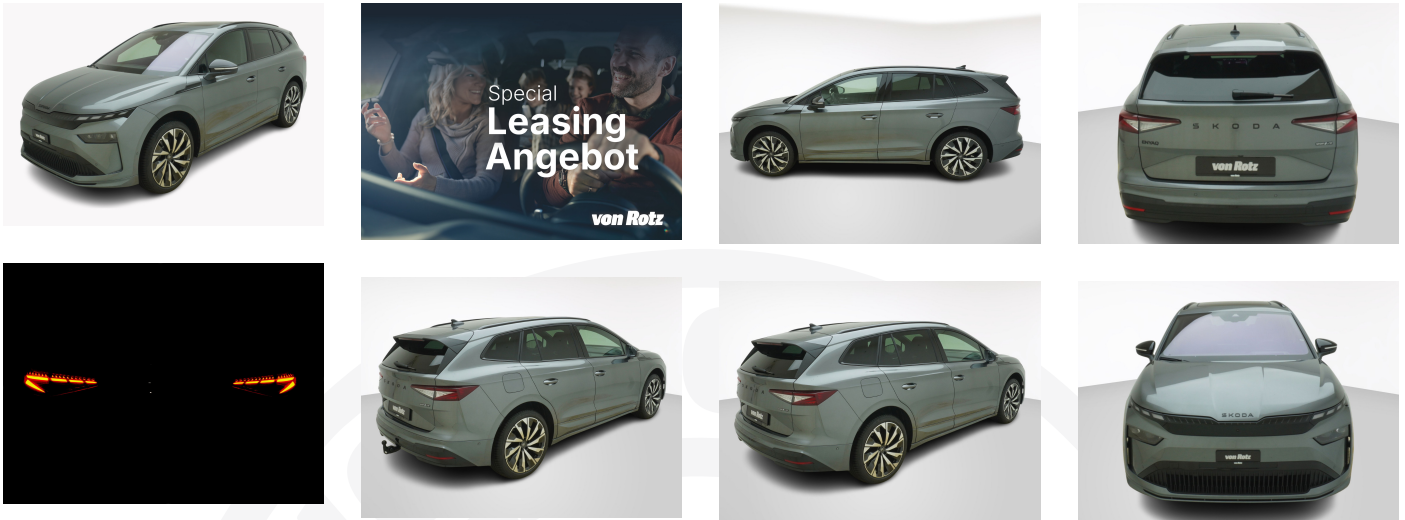 Special
Leasing
Angebot
von Rotz
SKODA
von Rotz
von Rotz
von Rotz
SKODA
von Rotz